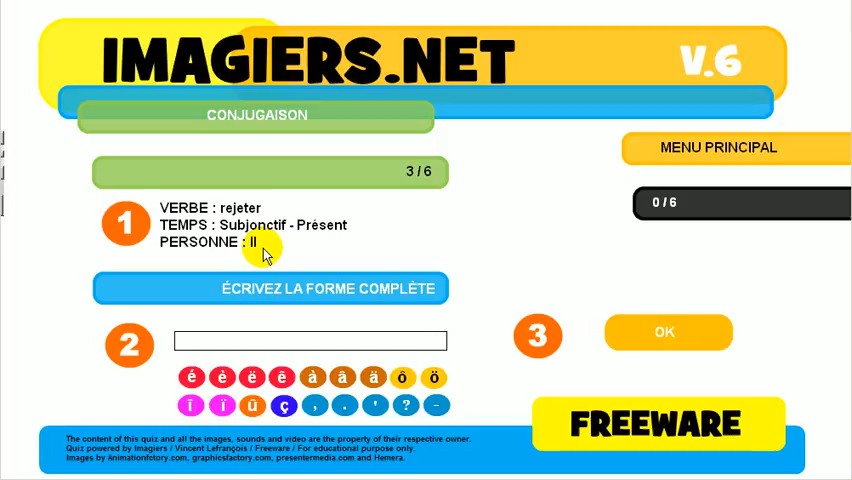 IMAGIERS.NET
V.6
CONJUGAISON
MENU PRINCIPAL
3 / 6
0 / 6
1
VERBE : rejeter
TEMPS : Subjonctif - Présent
PERSONNE : Il
ÉCRIVEZ LA FORME COMPLÈTE
2
3
OK
é è ë ê à â ä ô ö
î ï û ç , . ' ? -
FREEWARE
The content of this quiz and all the images, sounds and video are the property of their respective owner.
Quiz powered by Imagiers / Vincent Lefrançois / Freeware / For educational purpose only.
Images by Animationfctory.com, graphicsfactory.com, presentermedia.com and Hemera.